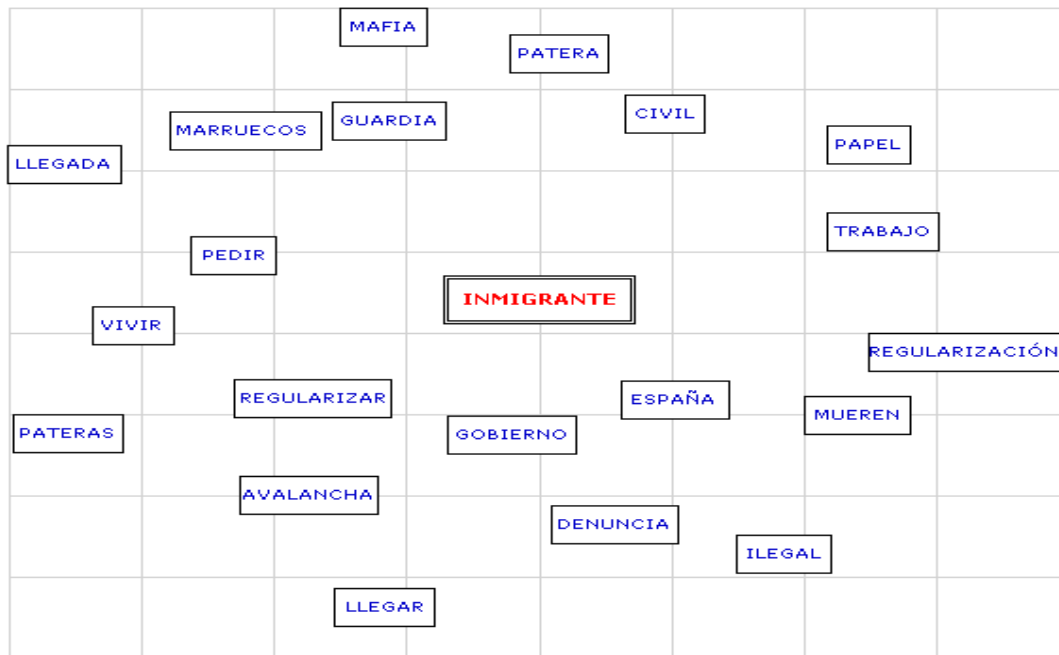 MAFIA
PATERA
CIVIL
GUARDIA
MARRUECOS
PAPEL
LLEGADA
TRABAJO
PEDIR
INMIGRANTE
VIVIR
REGULARIZACIÓN
REGULARIZAR
ESPAÑA
MUEREN
PATERAS
GOBIERNO
AVALANCHA
DENUNCIA
ILEGAL
LLEGAR